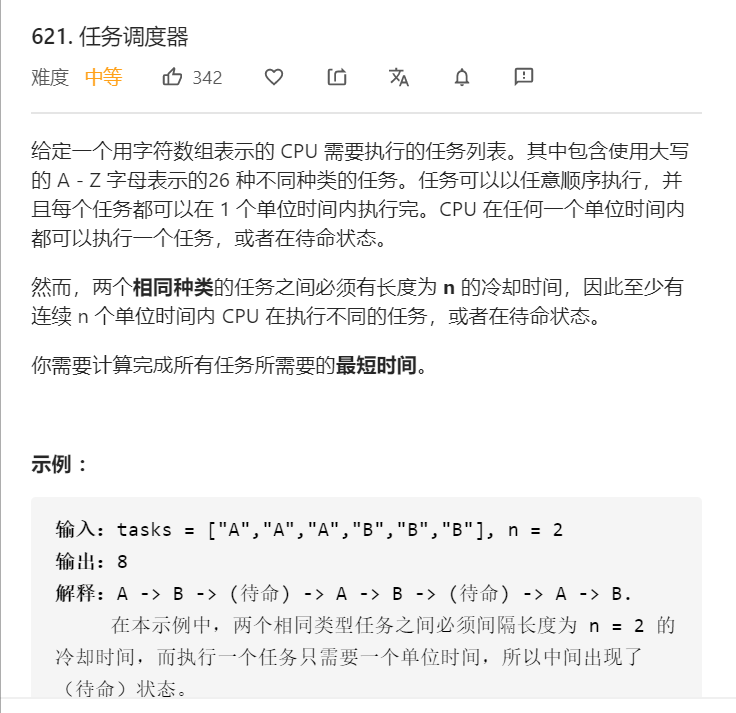 621. 任务调度器
难度 中等 342
给定一个用字符数组表示的 CPU 需要执行的任务列表。其中包含使用大写
的 A - Z 字母表示的26 种不同种类的任务。任务可以以任意顺序执行，并
且每个任务都可以在 1 个单位时间内执行完。CPU 在任何一个单位时间内
都可以执行一个任务，或者在待命状态。
然而，两个相同种类的任务之间必须有长度为 n 的冷却时间，因此至少有
连续 n 个单位时间内 CPU 在执行不同的任务，或者在待命状态。
你需要计算完成所有任务所需要的最短时间。
示例：
输入：tasks = ["A","A","A","B","B","B"], n = 2
输出：8
解释：A -> B -> (待命) -> A -> B -> (待命) -> A -> B.
在本示例中，两个相同类型任务之间必须间隔长度为 n = 2 的
冷却时间，而执行一个任务只需要一个单位时间，所以中间出现了
（待命）状态。